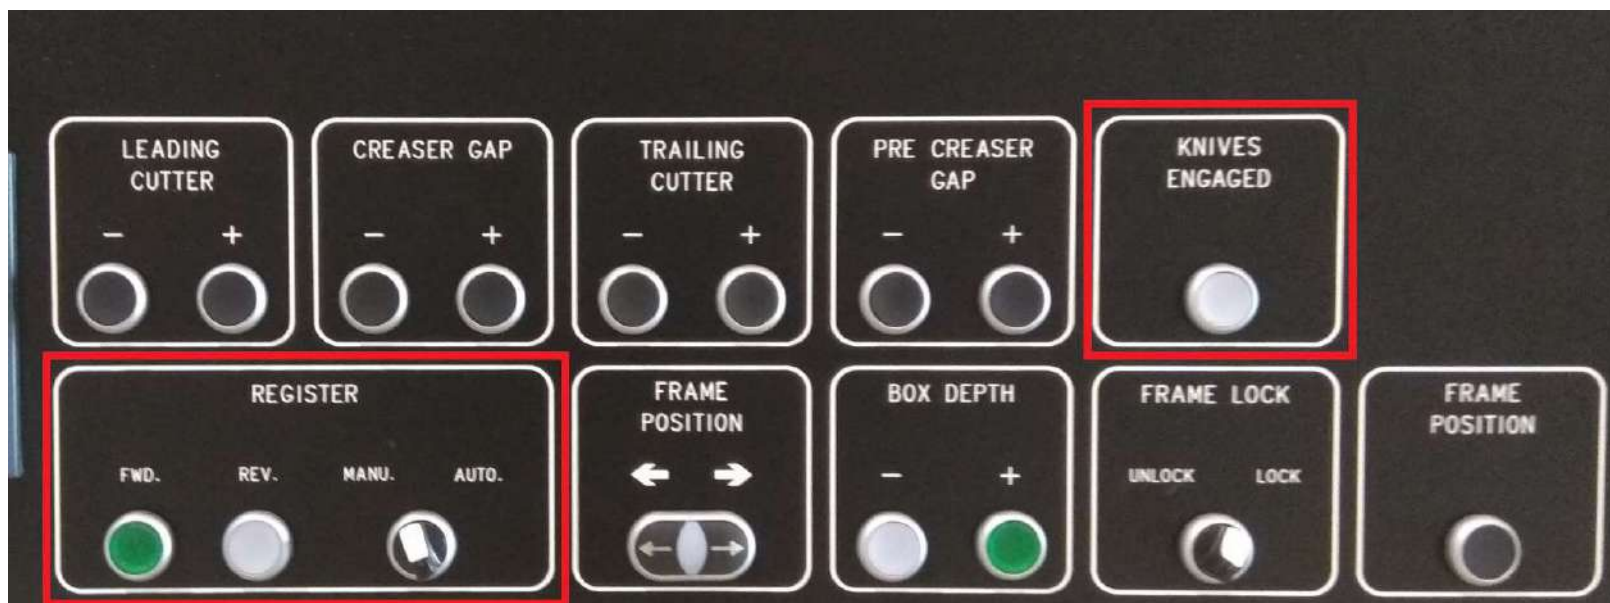 LEADING
CUTTER
- +
CREASER GAP
- +
TRAILING
CUTTER
- +
PRE CREASER
GAP
- +
KNIVES
ENGAGED
REGISTER
FWD. REV. MANU. AUTO.
FRAME
POSITION
BOX DEPTH
- +
FRAME LOCK
UNLOCK LOCK
FRAME
POSITION